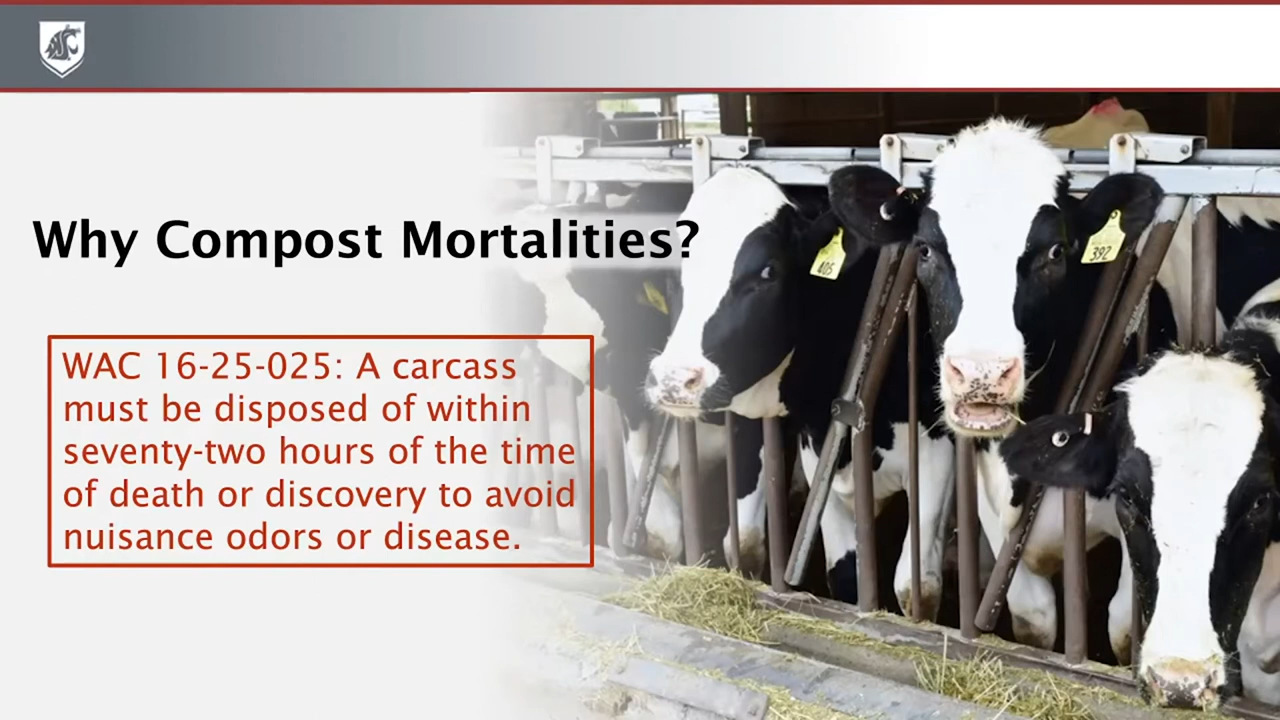 Why Compost Mortalities?
WAC 16-25-025: A carcass
must be disposed of within
seventy-two hours of the time
of death or discovery to avoid
nuisance odors or disease.
405
392